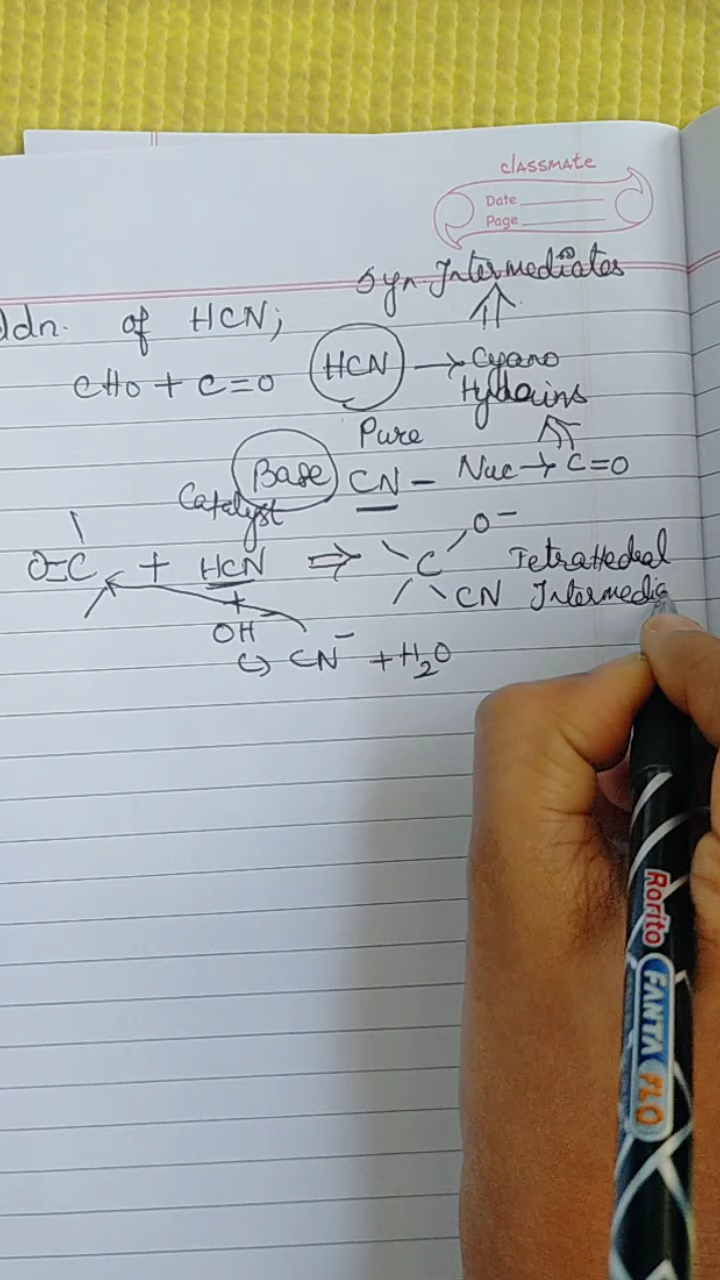 classmate
Date
Page
Syn Intermediates
ddn. of HCN;
CHO + C=O HCN → Cyano
Hydrins
Pure
Base CN - Nuc → C=O
Catalyst
O=C + HCN ⇒ C O⁻ Tetrahedral
CN Intermedia
+
OH⁻
↪ CN⁻ + H₂O
Rorito FANTA FLO